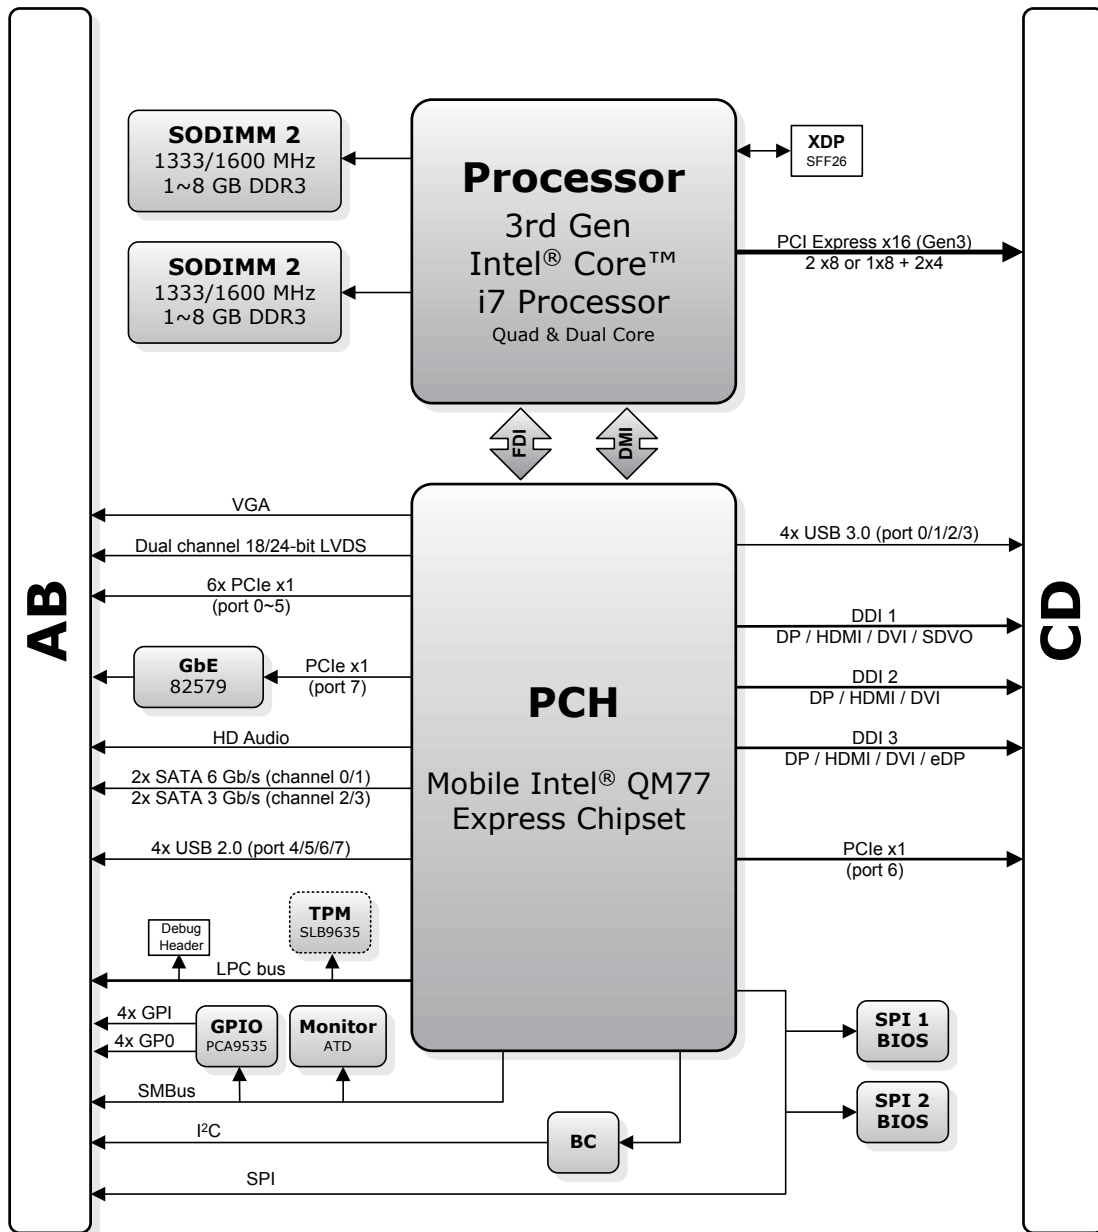 AB
CD
SODIMM 2
1333/1600 MHz
1~8 GB DDR3
SODIMM 2
1333/1600 MHz
1~8 GB DDR3
Processor
3rd Gen
Intel® Core™
i7 Processor
Quad & Dual Core
XDP
SFF26
PCI Express x16 (Gen3)
2 x8 or 1x8 + 2x4
FDI
DMI
VGA
Dual channel 18/24-bit LVDS
6x PCIe x1
(port 0~5)
GbE
82579
PCIe x1
(port 7)
HD Audio
2x SATA 6 Gb/s (channel 0/1)
2x SATA 3 Gb/s (channel 2/3)
4x USB 2.0 (port 4/5/6/7)
PCH
Mobile Intel® QM77
Express Chipset
4x USB 3.0 (port 0/1/2/3)
DDI 1
DP / HDMI / DVI / SDVO
DDI 2
DP / HDMI / DVI
DDI 3
DP / HDMI / DVI / eDP
PCIe x1
(port 6)
Debug
Header
TPM
SLB9635
LPC bus
4x GPI
4x GP0
GPIO
PCA9535
Monitor
ATD
SMBus
I²C
BC
SPI
SPI 1
BIOS
SPI 2
BIOS